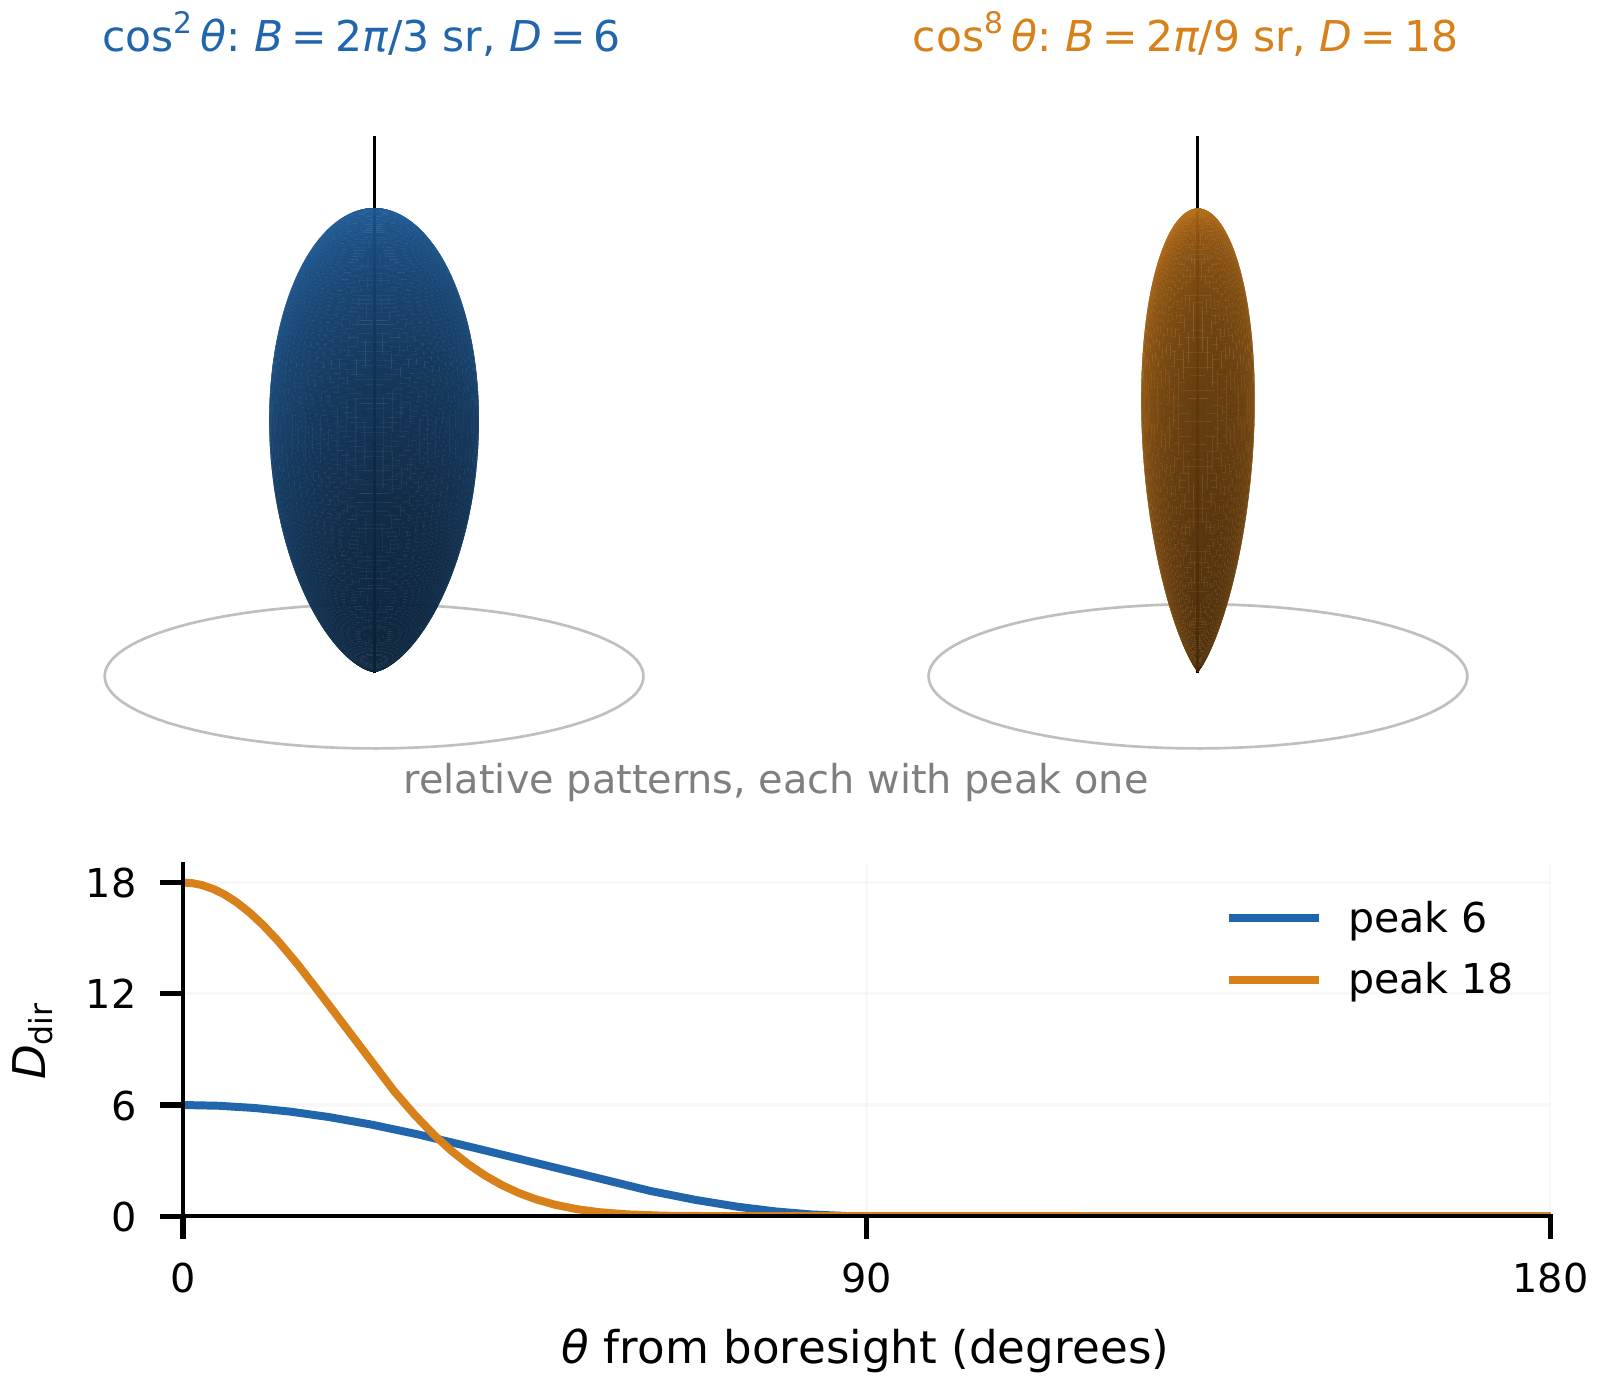 cos² θ: B = 2π/3 sr, D = 6
cos⁸ θ: B = 2π/9 sr, D = 18
relative patterns, each with peak one
18
12
6
0
D_dir
peak 6
peak 18
0
90
180
θ from boresight (degrees)